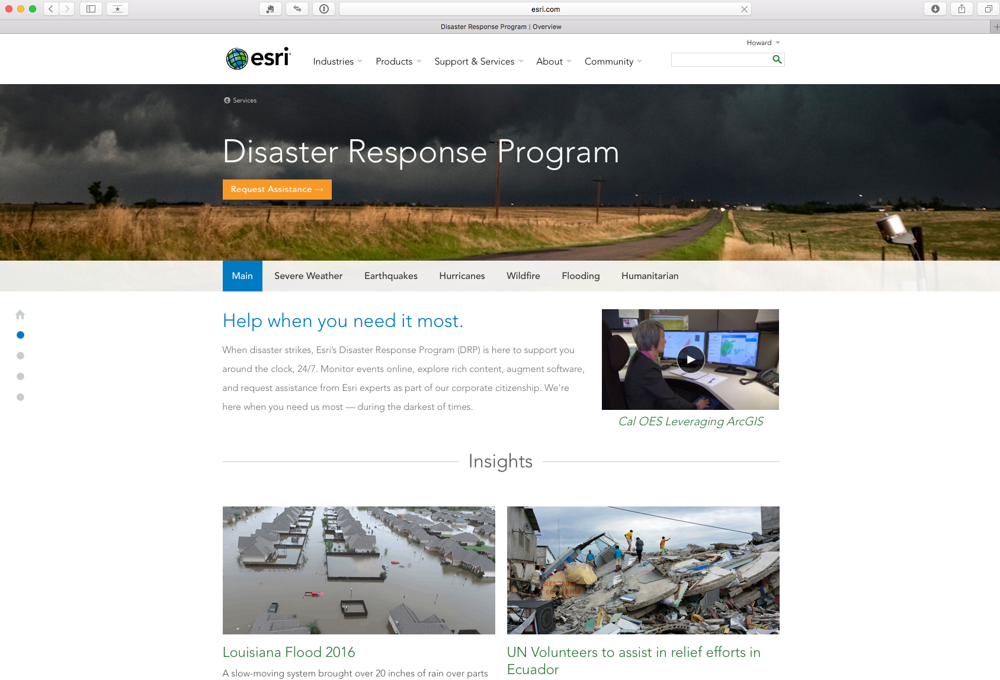 esri.com
Disaster Response Program | Overview
Howard
esri
Industries Products Support & Services About Community
Services
Disaster Response Program
Request Assistance →
Main Severe Weather Earthquakes Hurricanes Wildfire Flooding Humanitarian
Help when you need it most.
When disaster strikes, Esri’s Disaster Response Program (DRP) is here to support you
around the clock, 24/7. Monitor events online, explore rich content, augment software,
and request assistance from Esri experts as part of our corporate citizenship. We're
here when you need us most — during the darkest of times.
Cal OES Leveraging ArcGIS
Insights
Louisiana Flood 2016
A slow-moving system brought over 20 inches of rain over parts
UN Volunteers to assist in relief efforts in
Ecuador